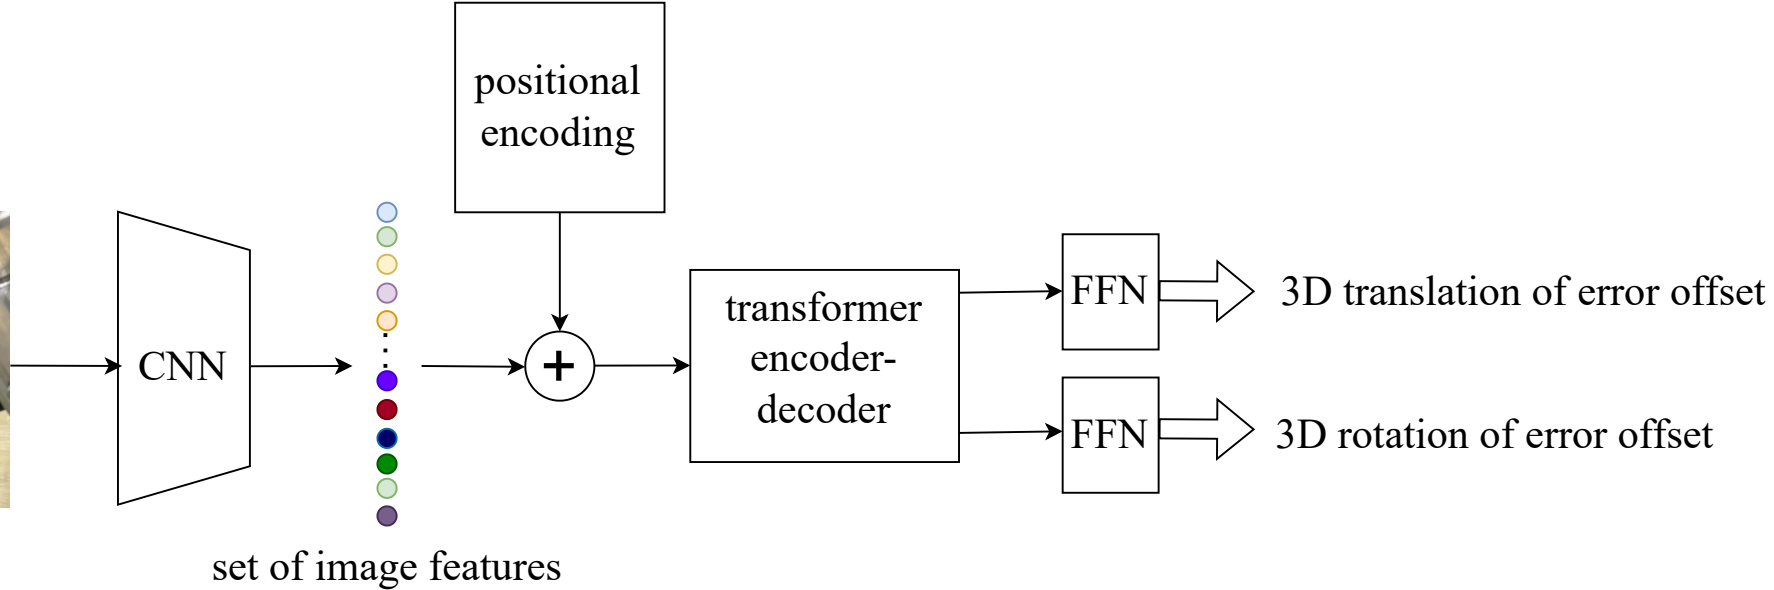 positional
encoding
CNN
+
transformer
encoder-
decoder
FFN
3D translation of error offset
FFN
3D rotation of error offset
set of image features